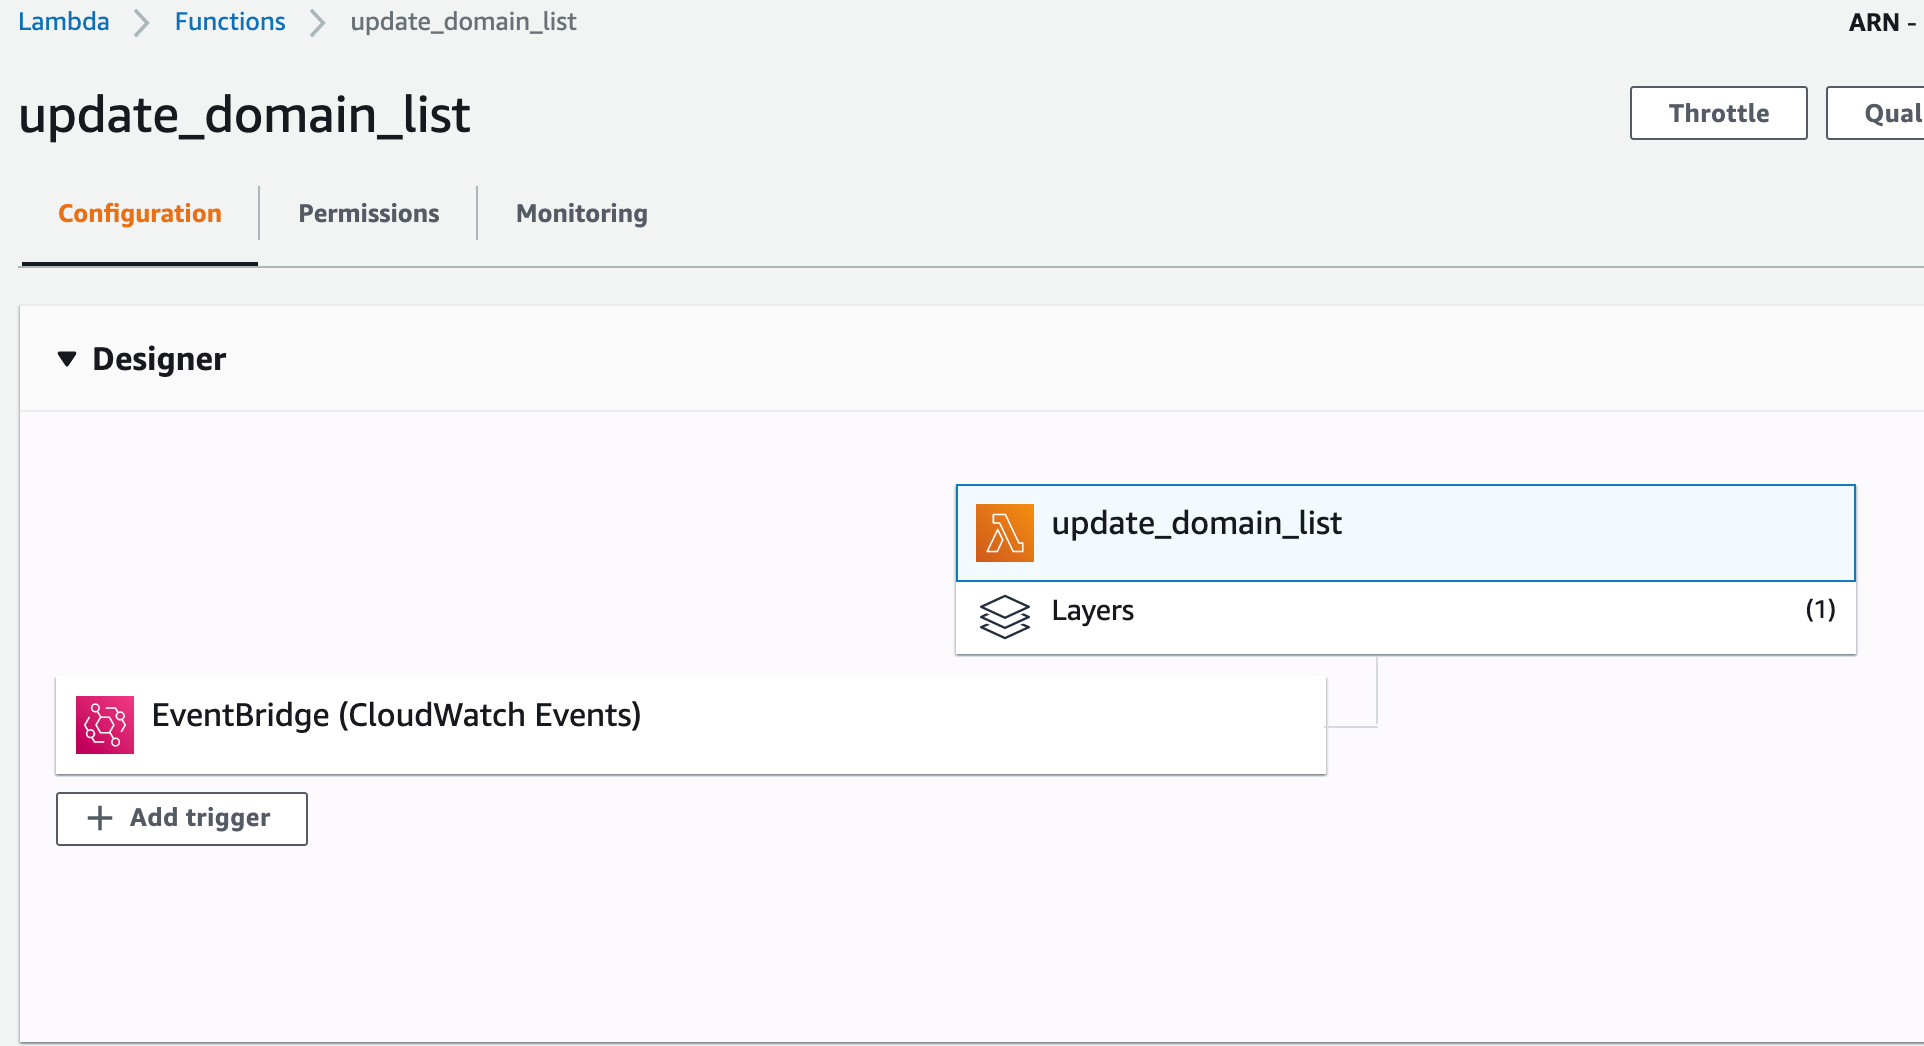 Lambda > Functions > update_domain_list
ARN -
update_domain_list
Throttle
Qual
Configuration
Permissions
Monitoring
Designer
update_domain_list
Layers (1)
EventBridge (CloudWatch Events)
+ Add trigger